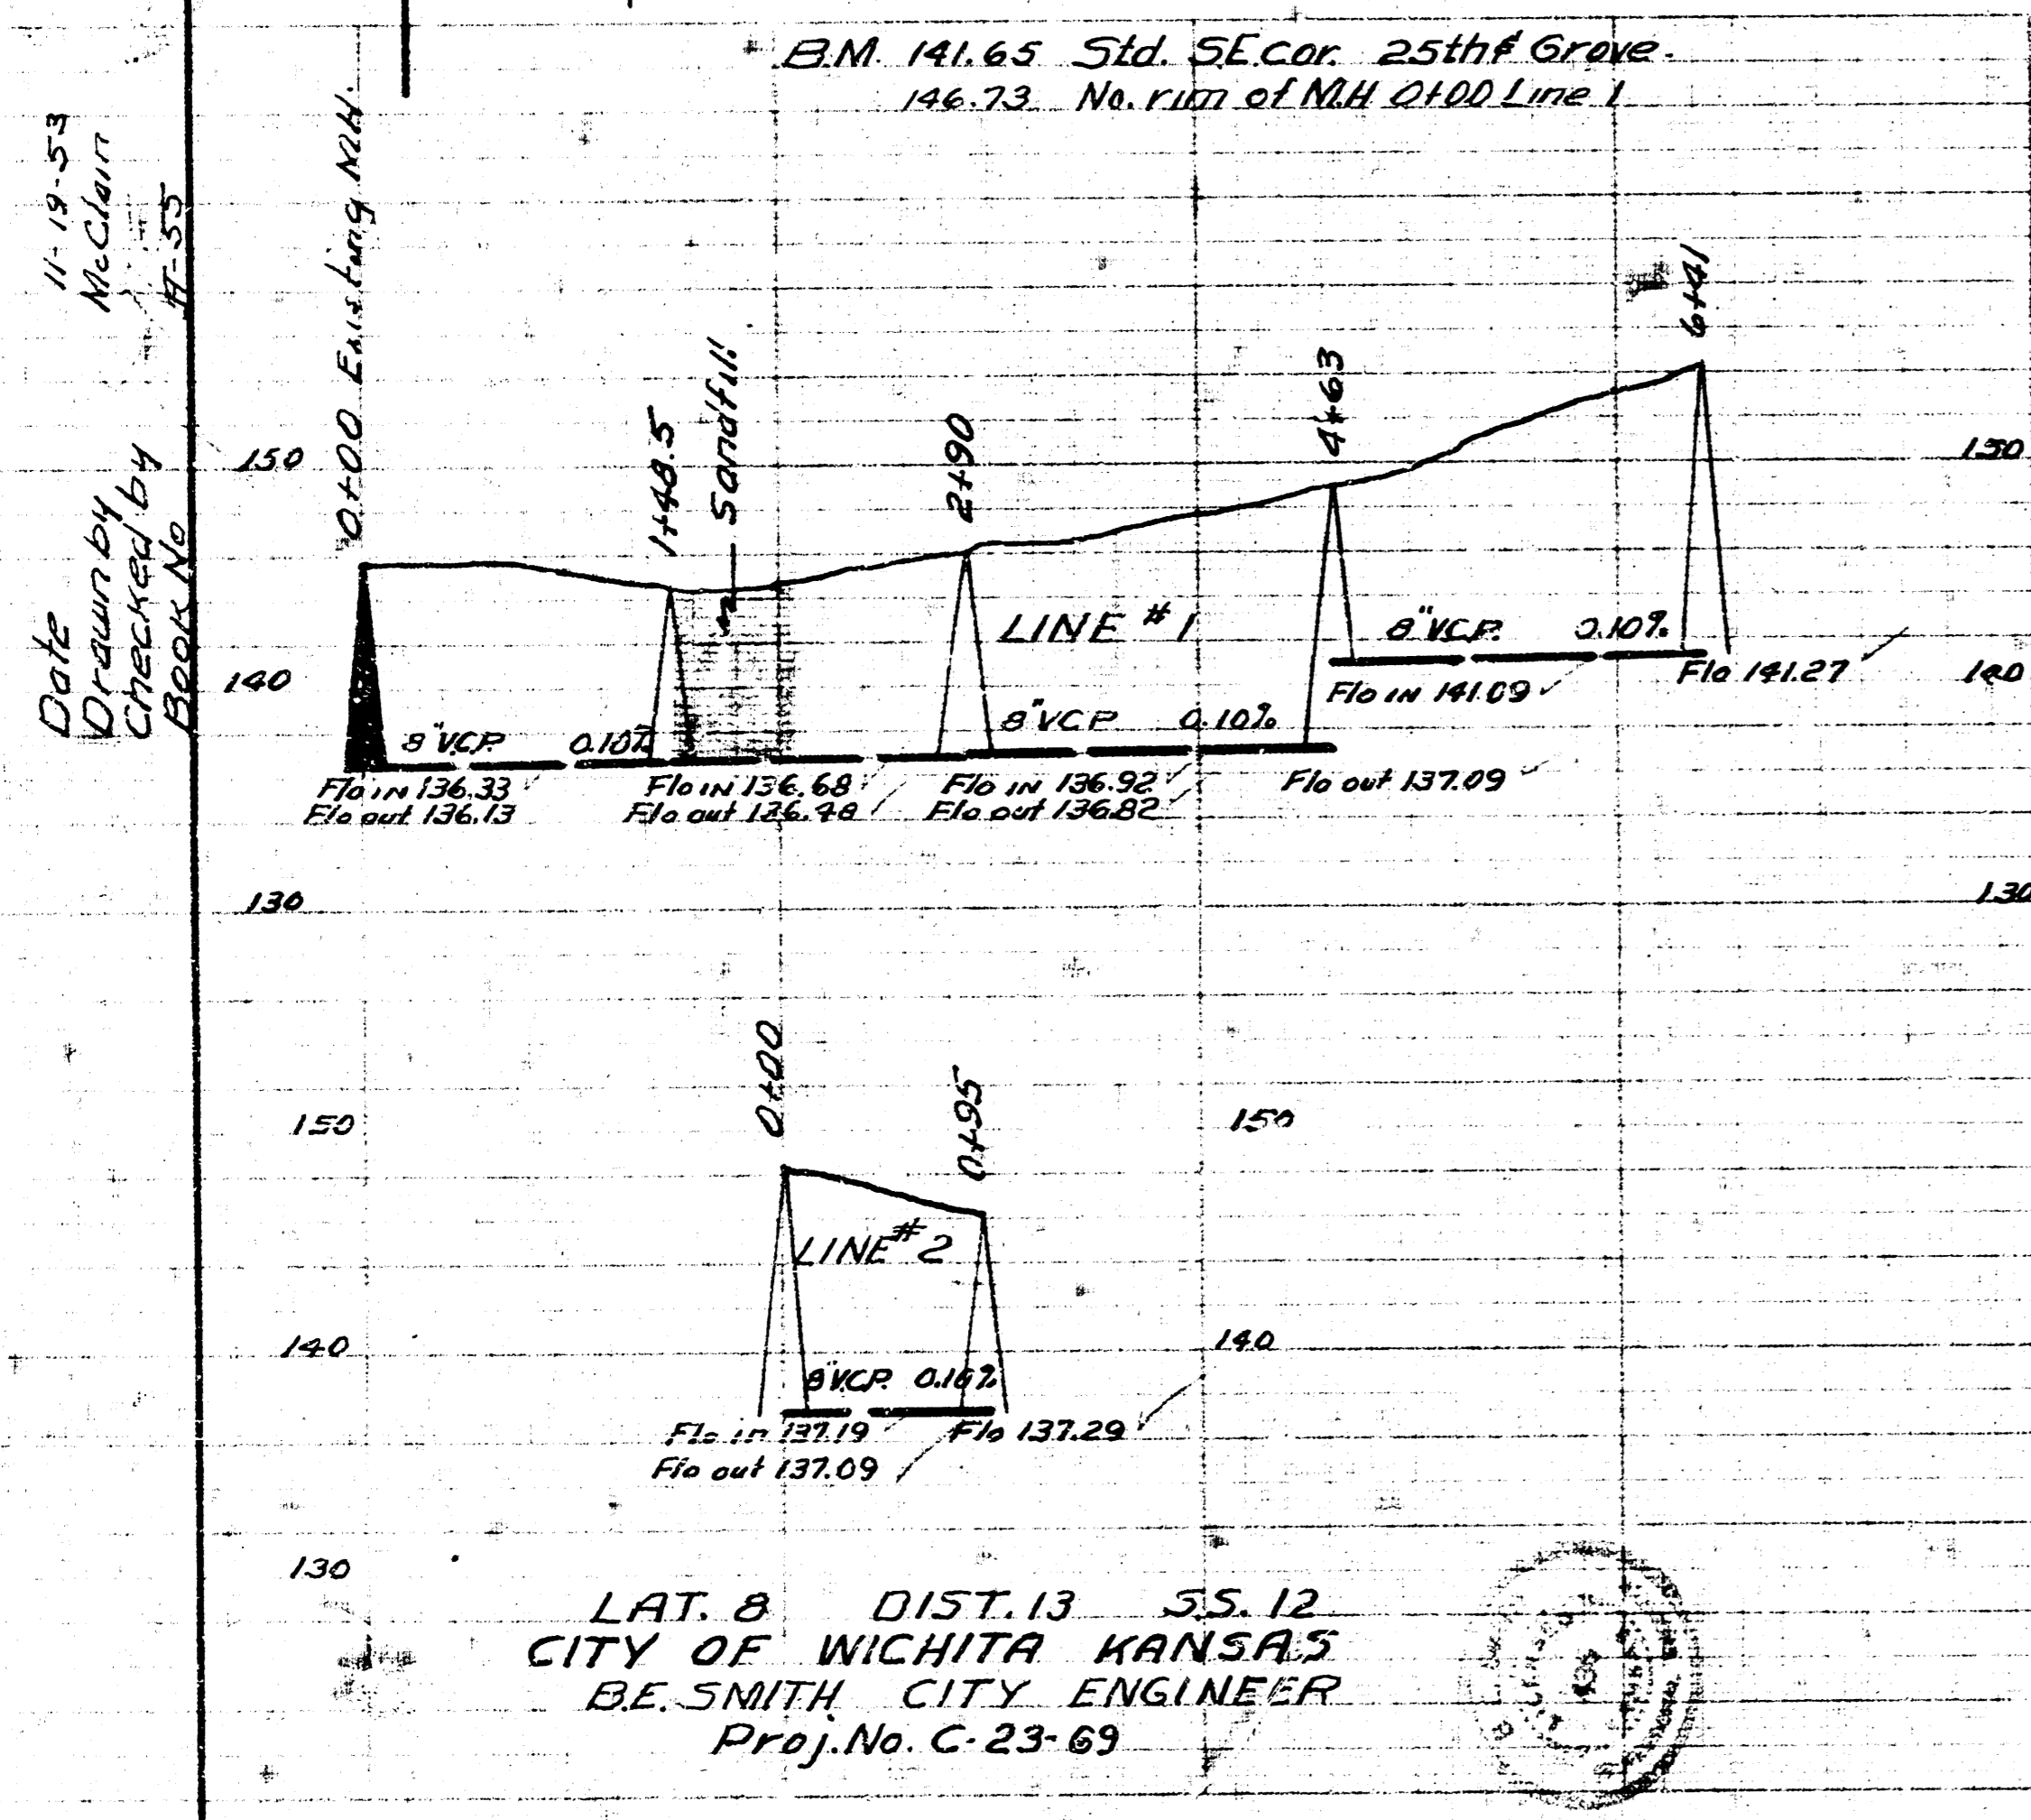 B.M. 141.65 Std. S.E. cor. 25th & Grove.
146.73 No. rim of M.H 0+00 Line 1
Date 11-19-53
Drawn by McClain
Checked by
Book No H-55
0+00 Existing M.H.
1+48.5
Sandfill
2+90
4+63
6+41
150
150
LINE #1
8" V.C.P. 0.10%
140
140
8" V.C.P. 0.10%
8" V.C.P. 0.10%
Flo 141.27
Flo in 141.09
Flo in 136.33
Flo out 136.13
Flo in 136.68
Flo out 136.48
Flo in 136.92
Flo out 136.82
Flo out 137.09
130
130
0+00
0+95
150
150
LINE #2
140
140
8" V.C.P. 0.10%
Flo in 137.19
Flo out 137.09
Flo 137.29
130
LAT. 8 DIST. 13 S.S. 12
CITY OF WICHITA KANSAS
B.E. SMITH CITY ENGINEER
Proj. No. C-23-69